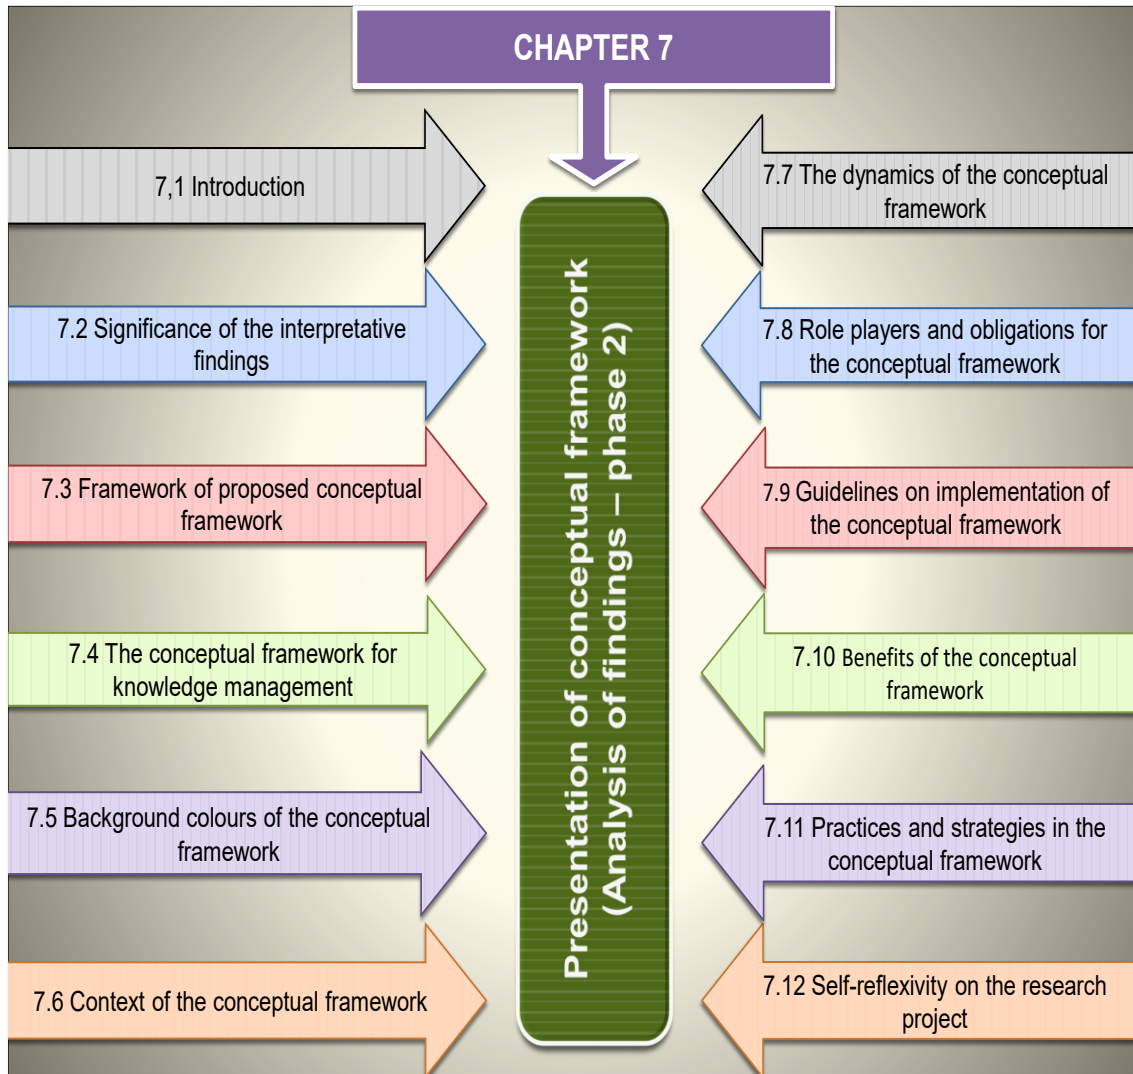 CHAPTER 7
7,1 Introduction
7.2 Significance of the interpretative
findings
7.3 Framework of proposed conceptual
framework
7.4 The conceptual framework for
knowledge management
7.5 Background colours of the conceptual
framework
7.6 Context of the conceptual framework
Presentation of conceptual framework
(Analysis of findings – phase 2)
7.7 The dynamics of the conceptual
framework
7.8 Role players and obligations for
the conceptual framework
7.9 Guidelines on implementation of
the conceptual framework
7.10 Benefits of the conceptual
framework
7.11 Practices and strategies in the
conceptual framework
7.12 Self-reflexivity on the research
project